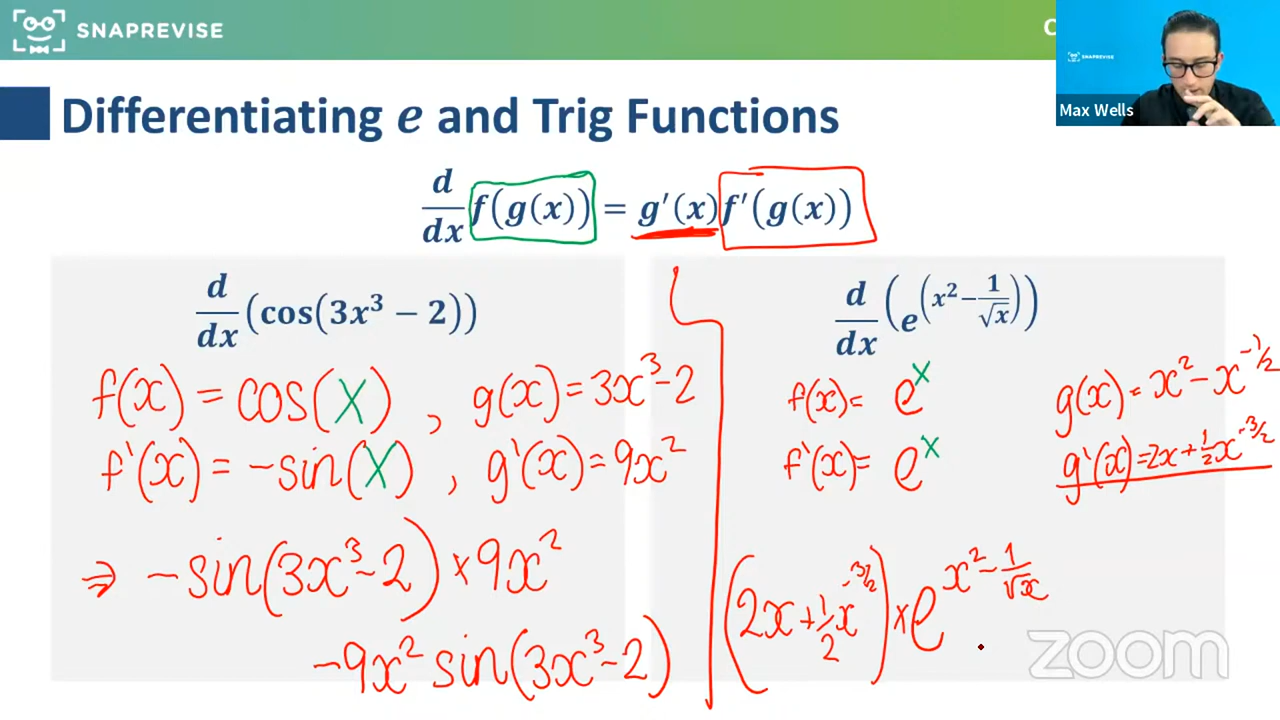 SNAPREVISE
SNAPREVISE
Max Wells
Differentiating e and Trig Functions
d/dx f(g(x)) = g′(x) f′(g(x))
d/dx (cos(3x³ − 2))
f(x) = cos(x) , g(x) = 3x³-2
f'(x) = -sin(x) , g'(x) = 9x²
⇒ -sin(3x³-2) × 9x²
-9x² sin(3x³-2)
d/dx (e^(x² − 1/√x))
f(x) = e^x g(x) = x² - x^(-1/2)
f'(x) = e^x g'(x) = 2x + ½x^(-3/2)
(2x + ½x^(-3/2)) × e^(x² - 1/√x)
zoom